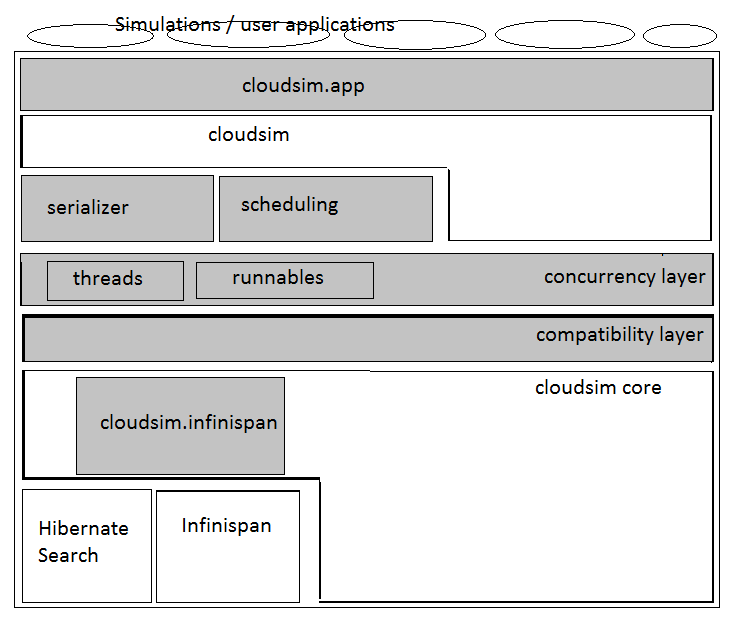 Simulations / user applications
cloudsim.app
cloudsim
serializer
scheduling
threads
runnables
concurrency layer
compatibility layer
cloudsim core
cloudsim.infinispan
Hibernate
Search
Infinispan